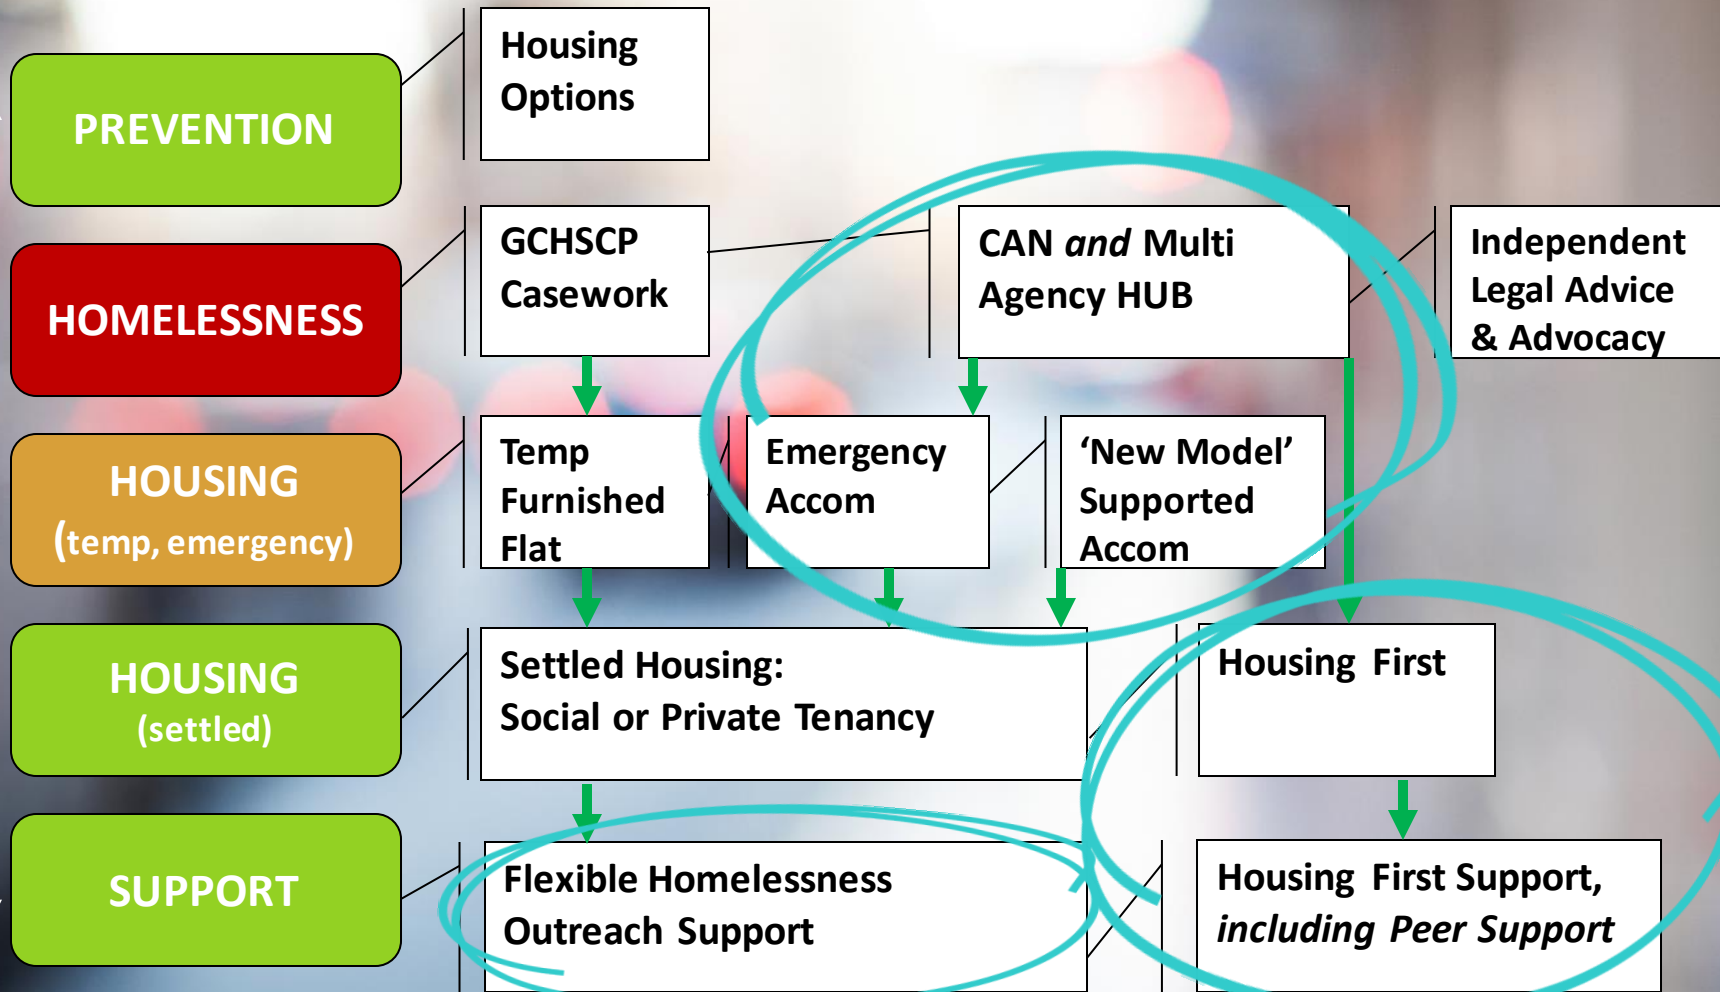 PREVENTION
Housing
Options
HOMELESSNESS
GCHSCP
Casework
CAN and Multi
Agency HUB
Independent
Legal Advice
& Advocacy
HOUSING
(temp, emergency)
Temp
Furnished
Flat
Emergency
Accom
‘New Model’
Supported
Accom
HOUSING
(settled)
Settled Housing:
Social or Private Tenancy
Housing First
SUPPORT
Flexible Homelessness
Outreach Support
Housing First Support,
including Peer Support